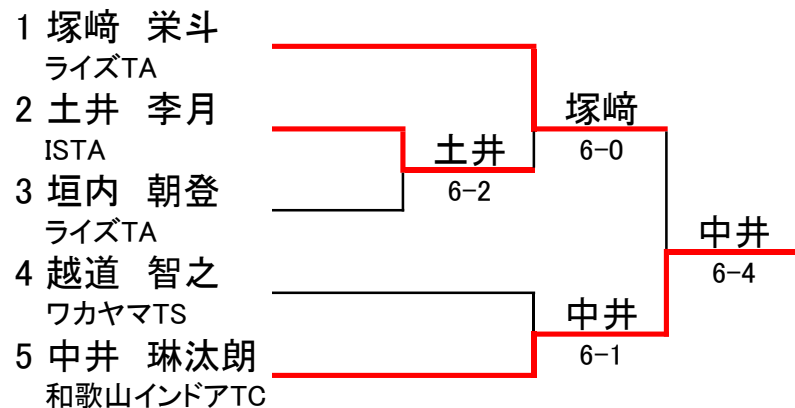 1 塚﨑　栄斗
ライズTA
2 土井　李月
ISTA
3 垣内　朝登
ライズTA
4 越道　智之
ワカヤマTS
5 中井　琳汰朗
和歌山インドアTC
土井
6-2
塚﨑
6-0
中井
6-1
中井
6-4